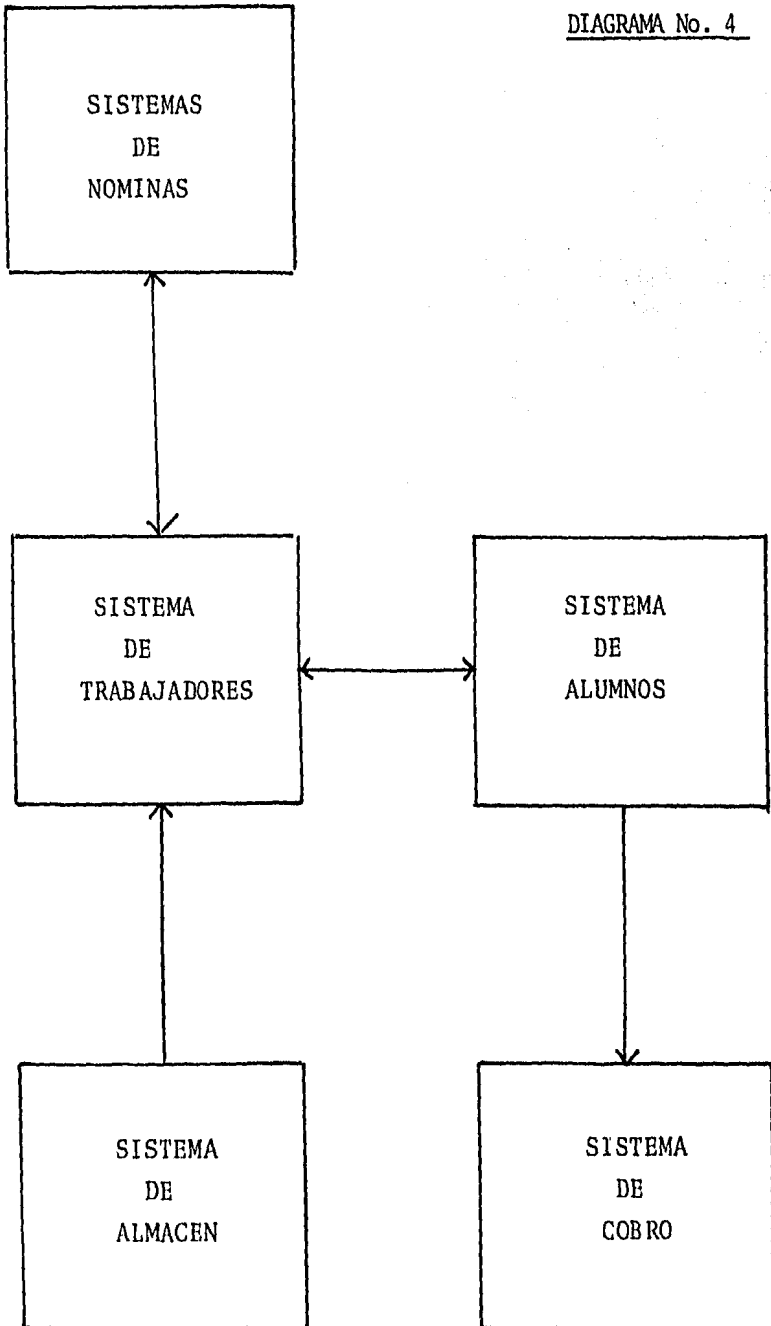 DIAGRAMA No. 4
SISTEMAS
DE
NOMINAS
SISTEMA
DE
TRABAJADORES
SISTEMA
DE
ALUMNOS
SISTEMA
DE
ALMACEN
SISTEMA
DE
COBRO